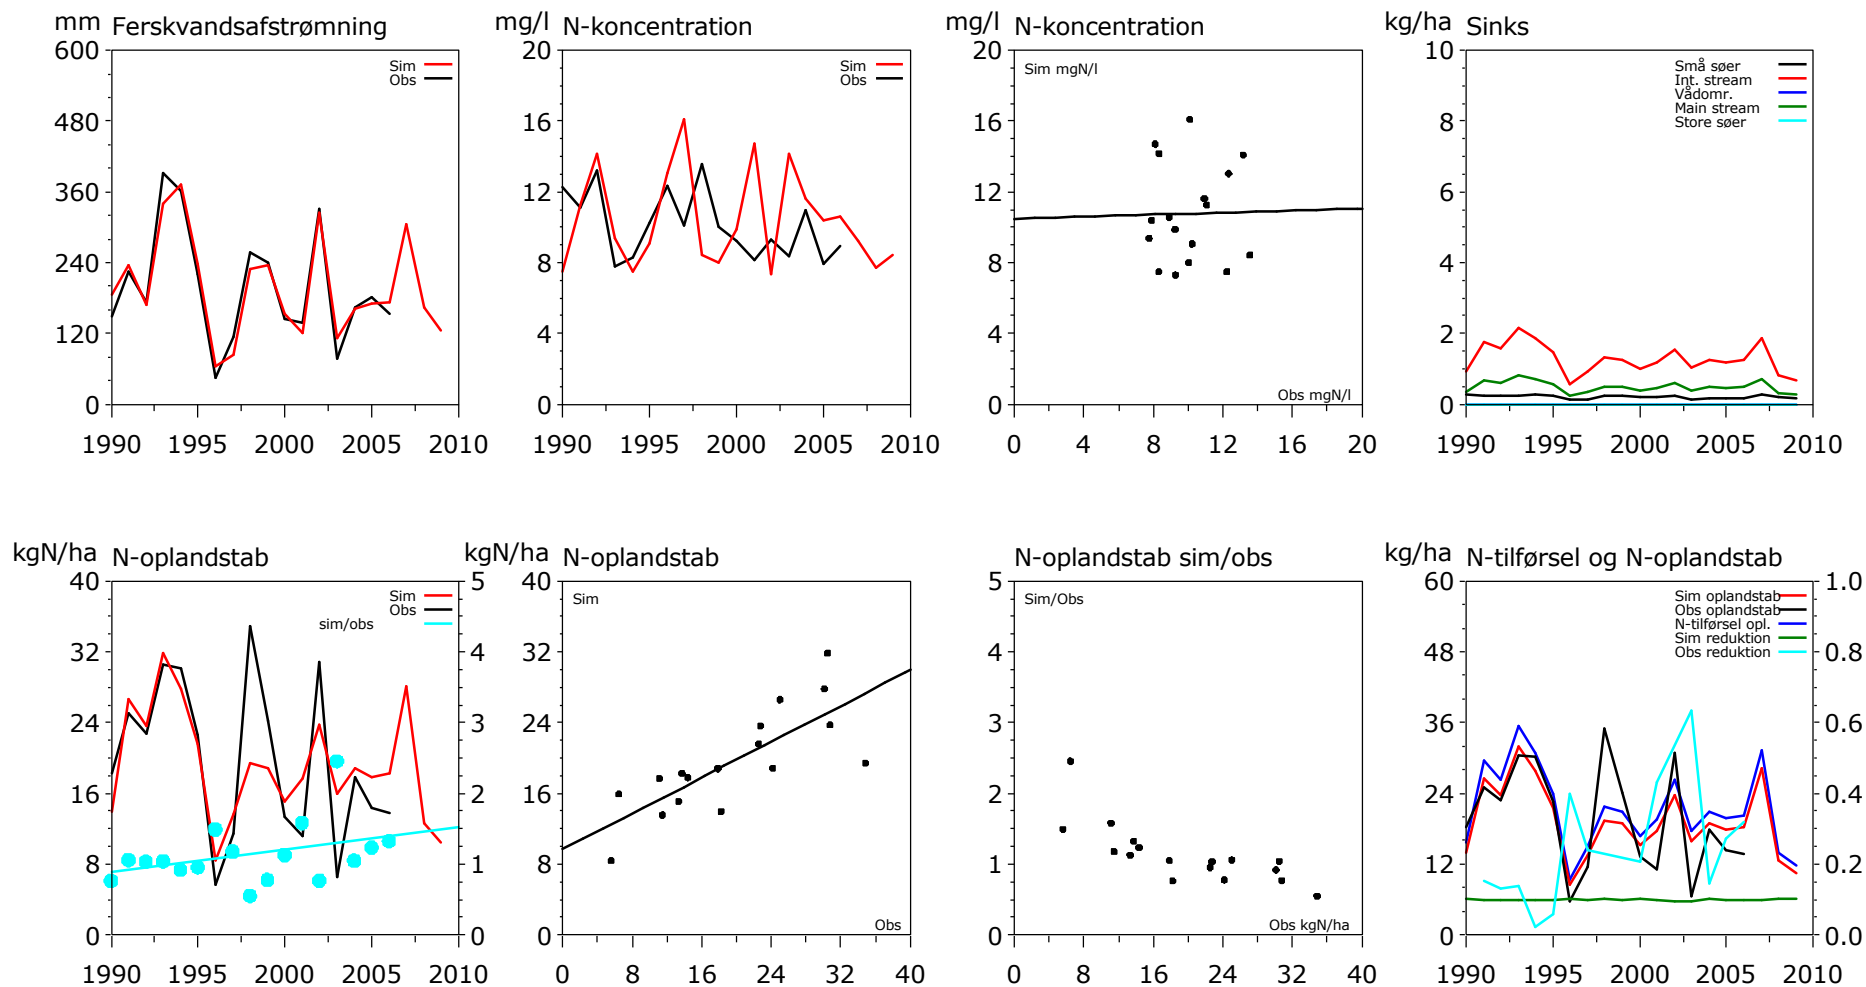 mm Ferskvandsafstrømning
600
480
360
240
120
0
1990 1995 2000 2005 2010
Sim
Obs
mg/l N-koncentration
20
16
12
8
4
0
1990 1995 2000 2005 2010
Sim
Obs
mg/l N-koncentration
20
16
12
8
4
0
0 4 8 12 16 20
Sim mgN/l
Obs mgN/l
kg/ha Sinks
10
8
6
4
2
0
1990 1995 2000 2005 2010
Små søer
Int. stream
Vådomr.
Main stream
Store søer
kgN/ha N-oplandstab
40
32
24
16
8
0
1990 1995 2000 2005 2010
Sim
Obs
sim/obs
5
4
3
2
1
0
kgN/ha N-oplandstab
40
32
24
16
8
0
0 8 16 24 32 40
Sim
Obs
N-oplandstab sim/obs
5
4
3
2
1
0
0 8 16 24 32 40
Sim/Obs
Obs kgN/ha
kg/ha N-tilførsel og N-oplandstab
60
48
36
24
12
0
1990 1995 2000 2005 2010
Sim oplandstab
Obs oplandstab
N-tilførsel opl.
Sim reduktion
Obs reduktion
1.0
0.8
0.6
0.4
0.2
0.0